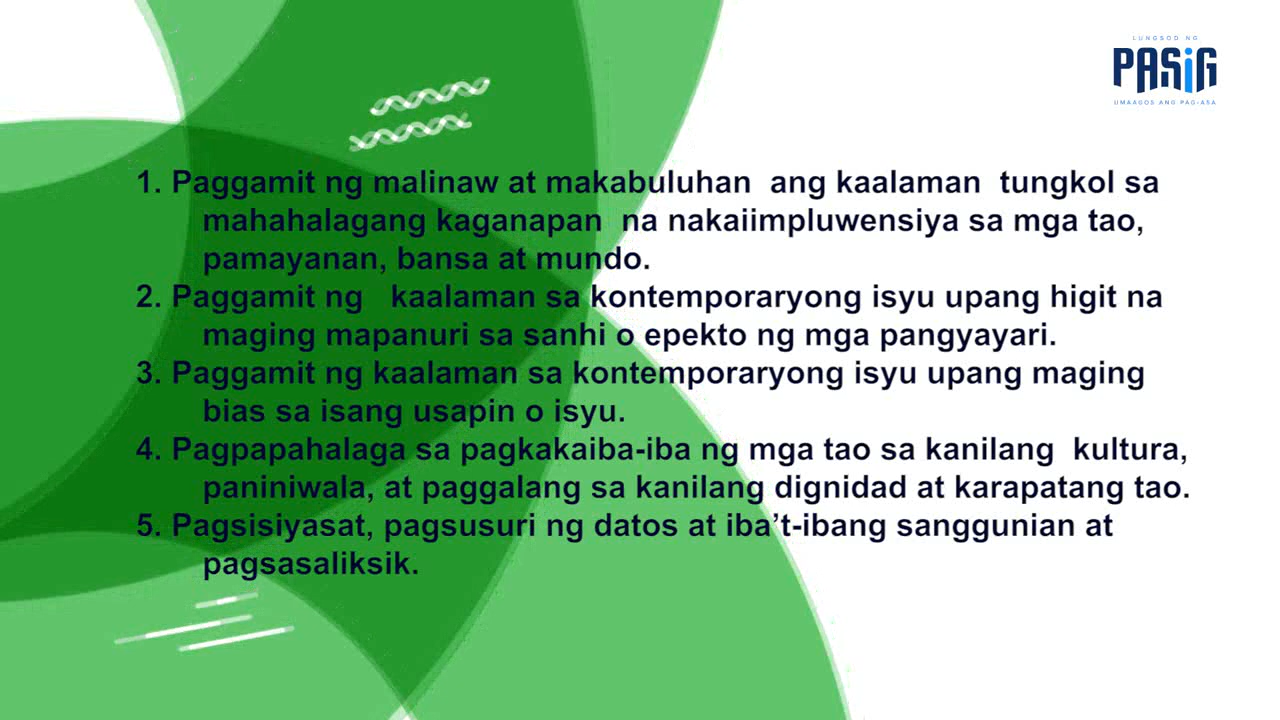 LUNGSOD NG
PASiG
UMAAGOS ANG PAG-ASA
1. Paggamit ng malinaw at makabuluhan ang kaalaman tungkol sa
mahahalagang kaganapan na nakaiimpluwensiya sa mga tao,
pamayanan, bansa at mundo.
2. Paggamit ng kaalaman sa kontemporaryong isyu upang higit na
maging mapanuri sa sanhi o epekto ng mga pangyayari.
3. Paggamit ng kaalaman sa kontemporaryong isyu upang maging
bias sa isang usapin o isyu.
4. Pagpapahalaga sa pagkakaiba-iba ng mga tao sa kanilang kultura,
paniniwala, at paggalang sa kanilang dignidad at karapatang tao.
5. Pagsisiyasat, pagsusuri ng datos at iba’t-ibang sanggunian at
pagsasaliksik.